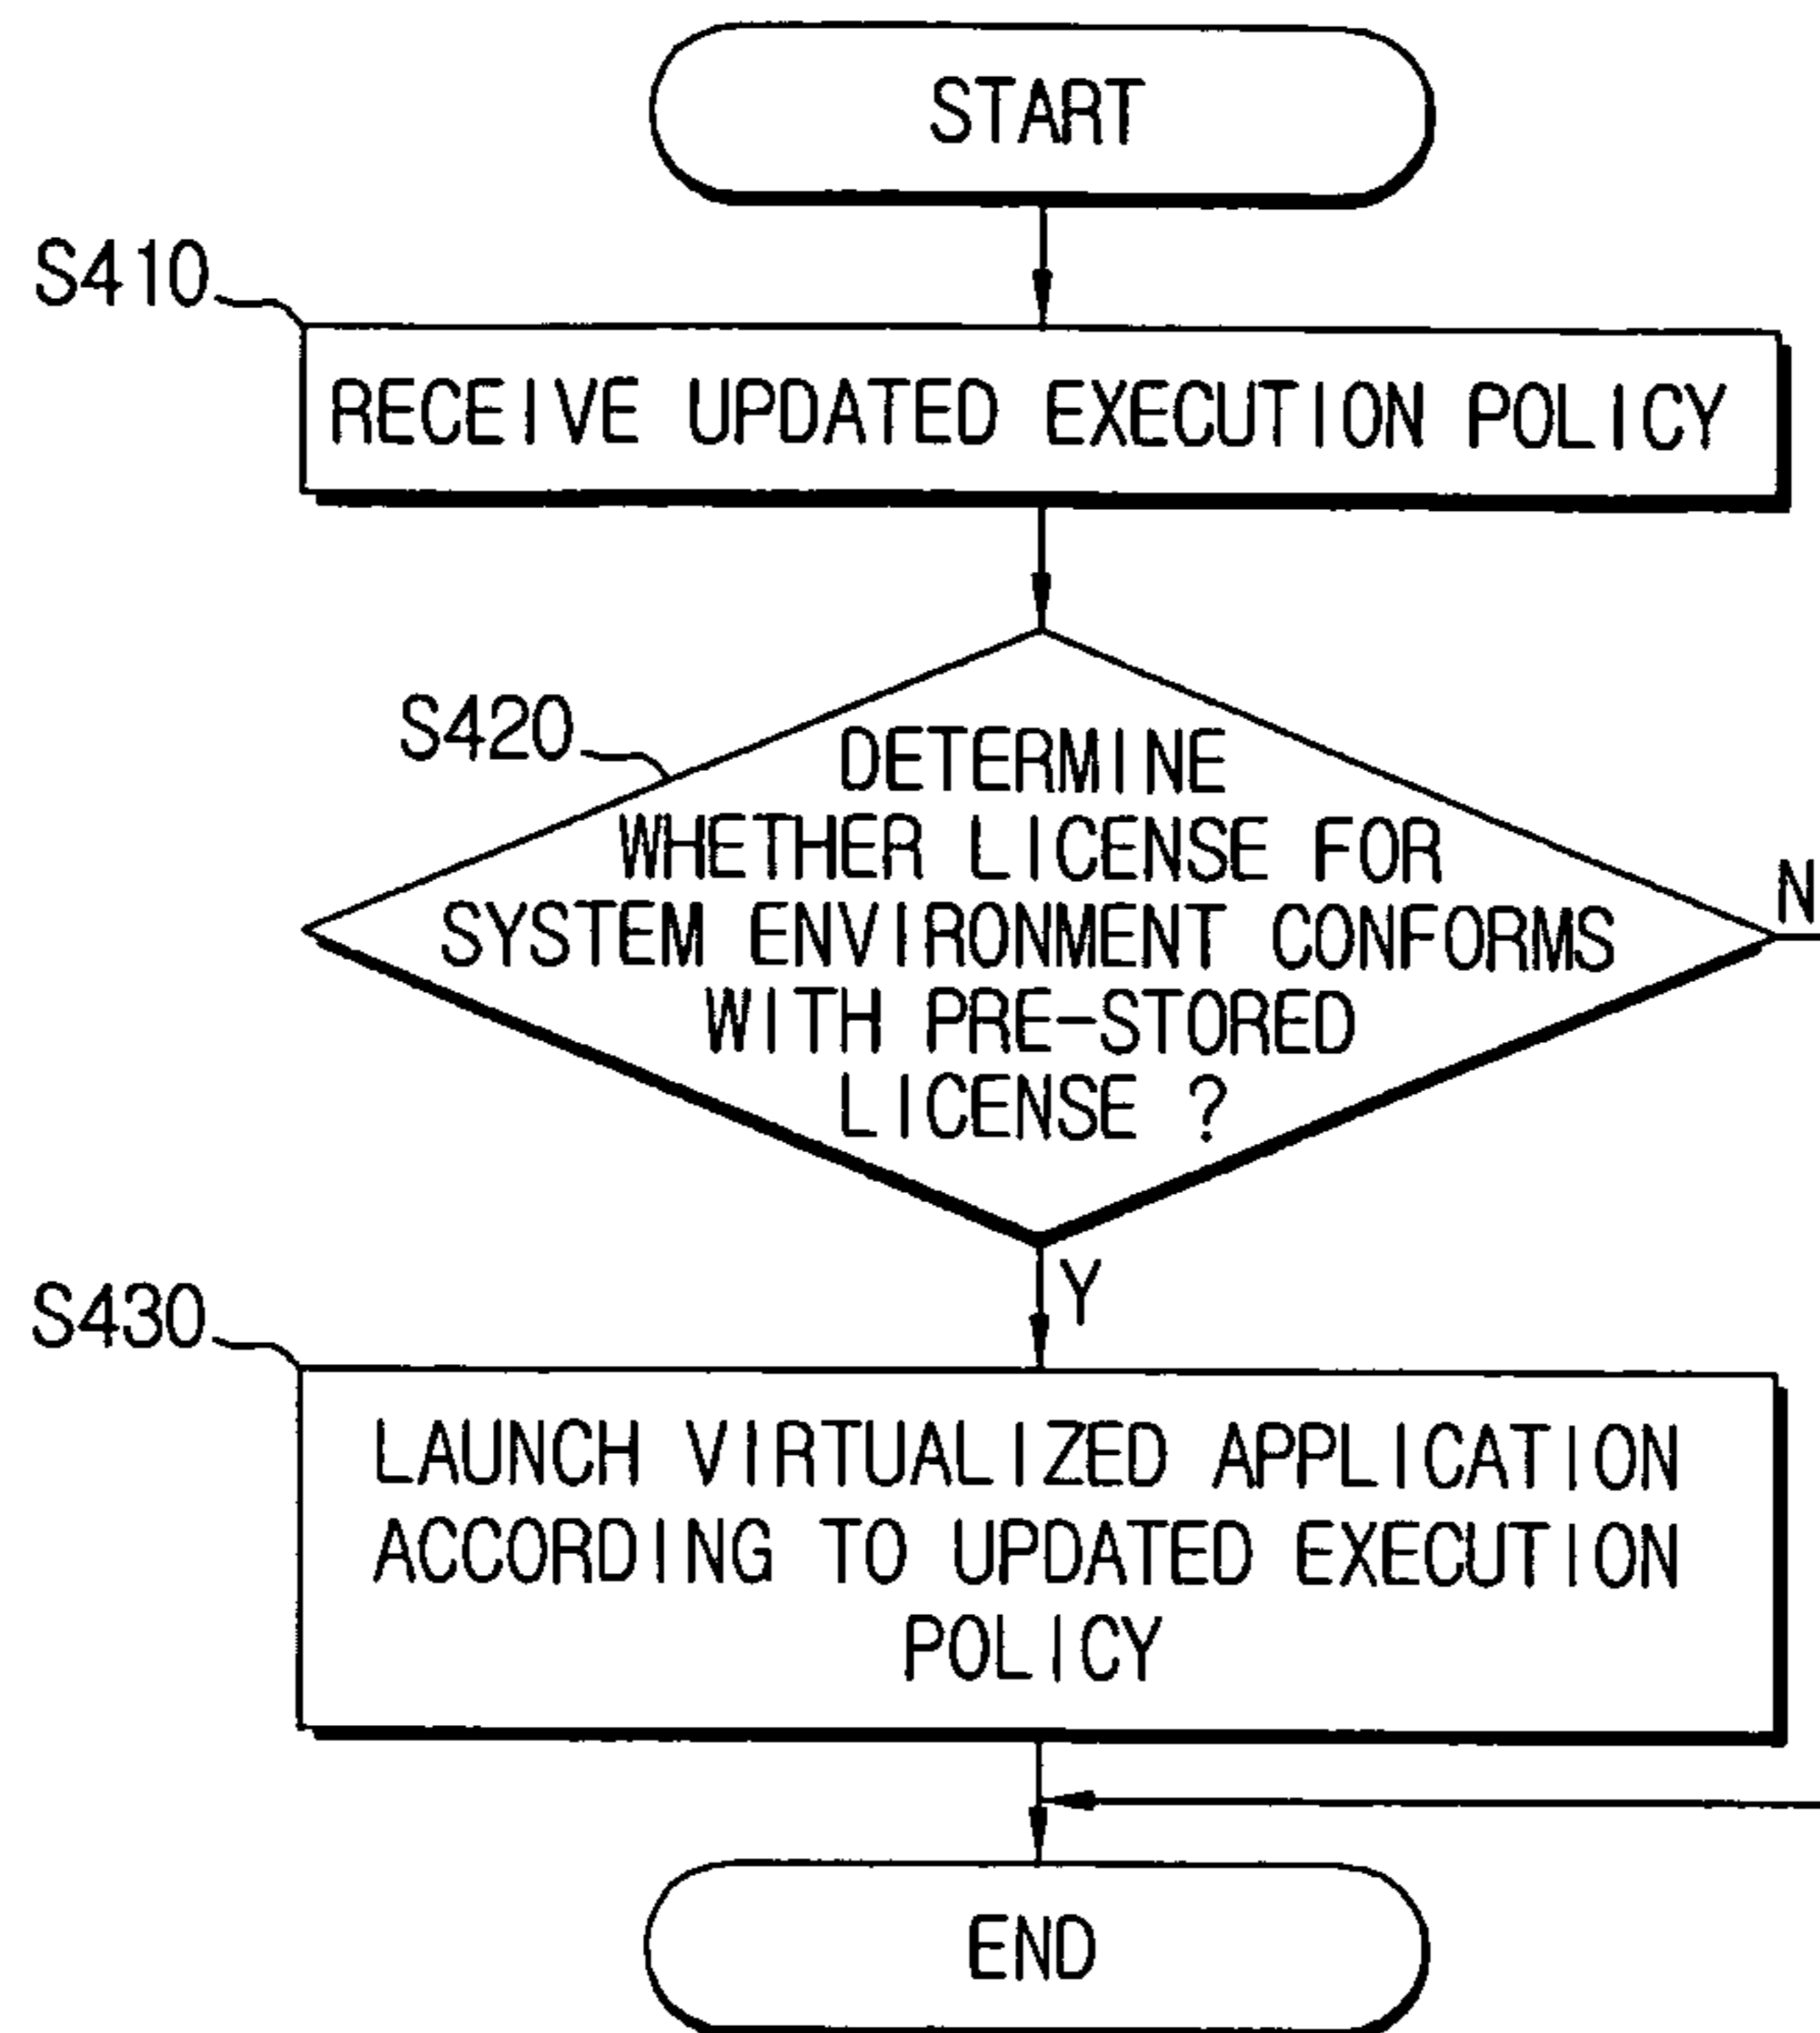 START
S410
RECEIVE UPDATED EXECUTION POLICY
S420
DETERMINE
WHETHER LICENSE FOR
SYSTEM ENVIRONMENT CONFORMS
WITH PRE-STORED
LICENSE ?
N
Y
S430
LAUNCH VIRTUALIZED APPLICATION
ACCORDING TO UPDATED EXECUTION
POLICY
END